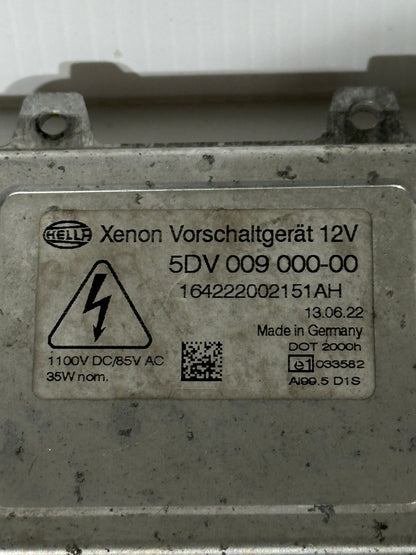 HELLA Xenon Vorschaltgerät 12V
5DV 009 000-00
164222002151AH
13.06.22
Made in Germany
DOT 2000h
1100V DC/85V AC e1 033582
35W nom. Al99.5 D1S